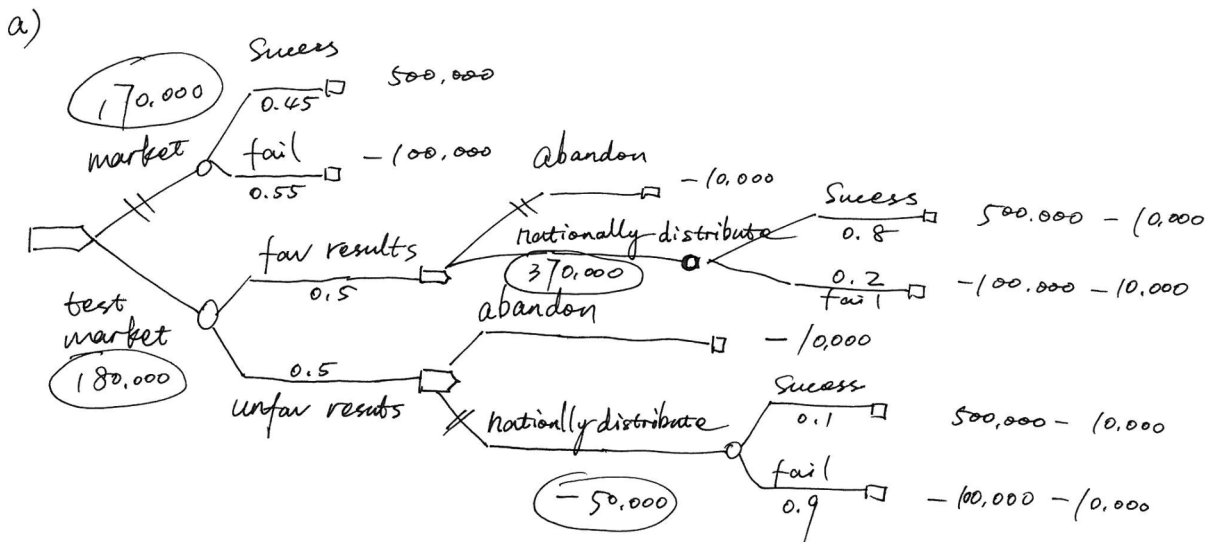 a)
Sucess
170.000
0.45
500,000
market
fail
0.55
-100,000
abandon
-10,000
Sucess
0.8
500.000 - 10,000
fav results
0.5
nationally distribute
370,000
0.2
fail
-100.000 - 10.000
test
market
180,000
abandon
-10,000
0.5
unfav results
nationally distribute
-50,000
Sucess
0.1
500,000 - 10,000
fail
0.9
-100,000 - 10,000